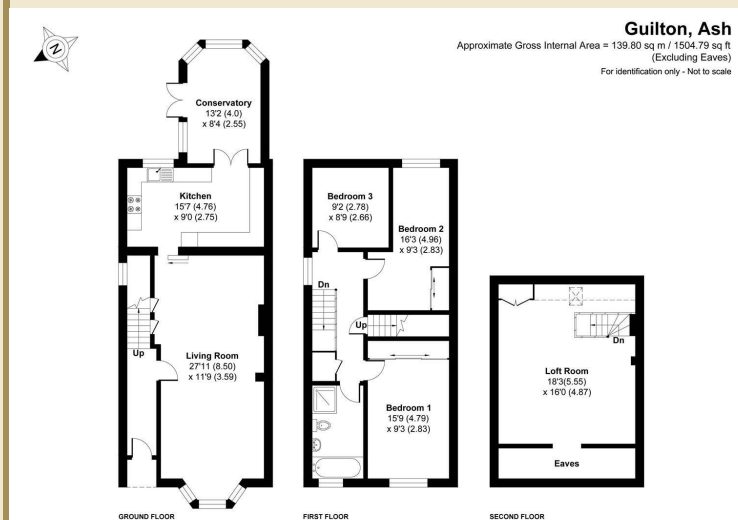 Guilton, Ash
Approximate Gross Internal Area = 139.80 sq m / 1504.79 sq ft
(Excluding Eaves)
For identification only - Not to scale
N
Conservatory
13'2 (4.0)
x 8'4 (2.55)
Kitchen
15'7 (4.76)
x 9'0 (2.75)
Up
Living Room
27'11 (8.50)
x 11'9 (3.59)
GROUND FLOOR
Bedroom 3
9'2 (2.78)
x 8'9 (2.66)
Bedroom 2
16'3 (4.96)
x 9'3 (2.83)
Dn
Up
Bedroom 1
15'9 (4.79)
x 9'3 (2.83)
FIRST FLOOR
Dn
Loft Room
18'3(5.55)
x 16'0 (4.87)
Eaves
SECOND FLOOR